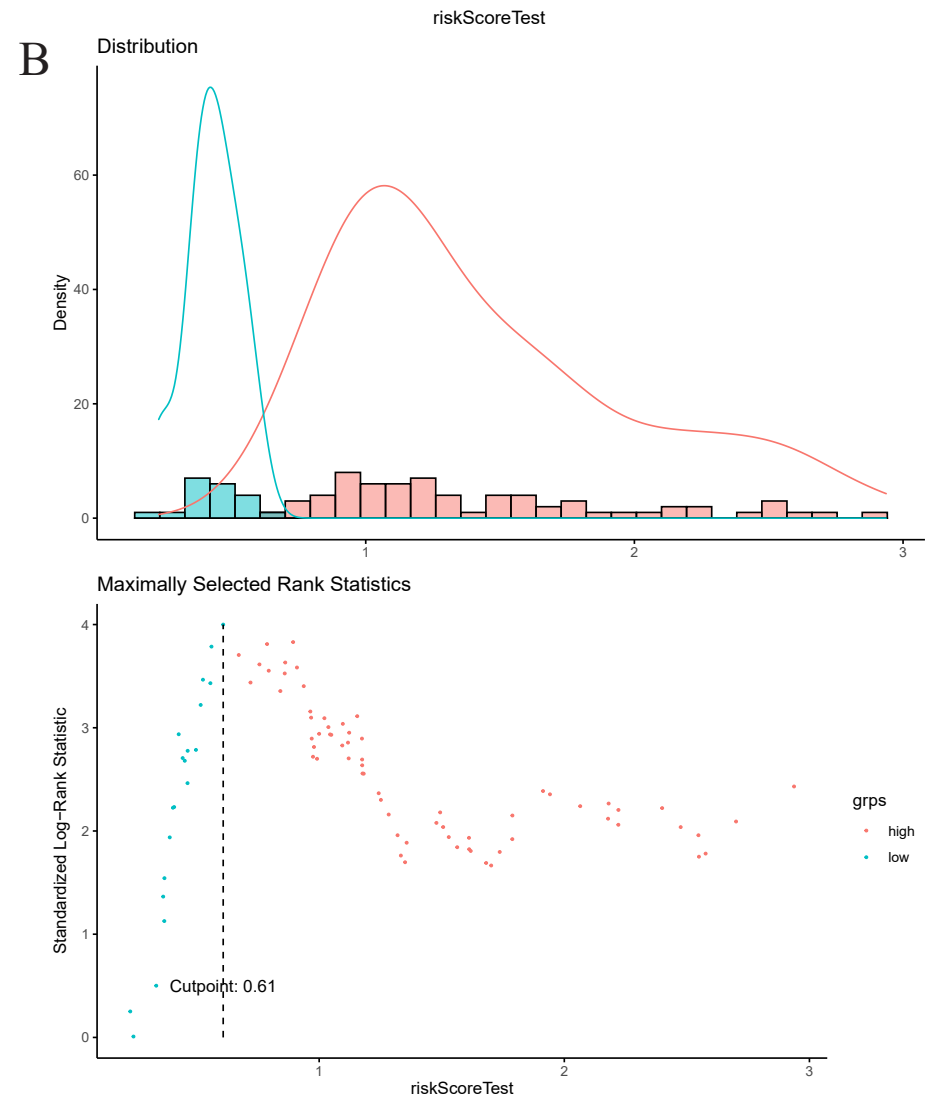 riskScoreTest
B
Distribution
Density
60
40
20
0
1
2
3
Maximally Selected Rank Statistics
Standardized Log−Rank Statistic
4
3
2
1
0
Cutpoint: 0.61
1
2
3
riskScoreTest
grps
high
low